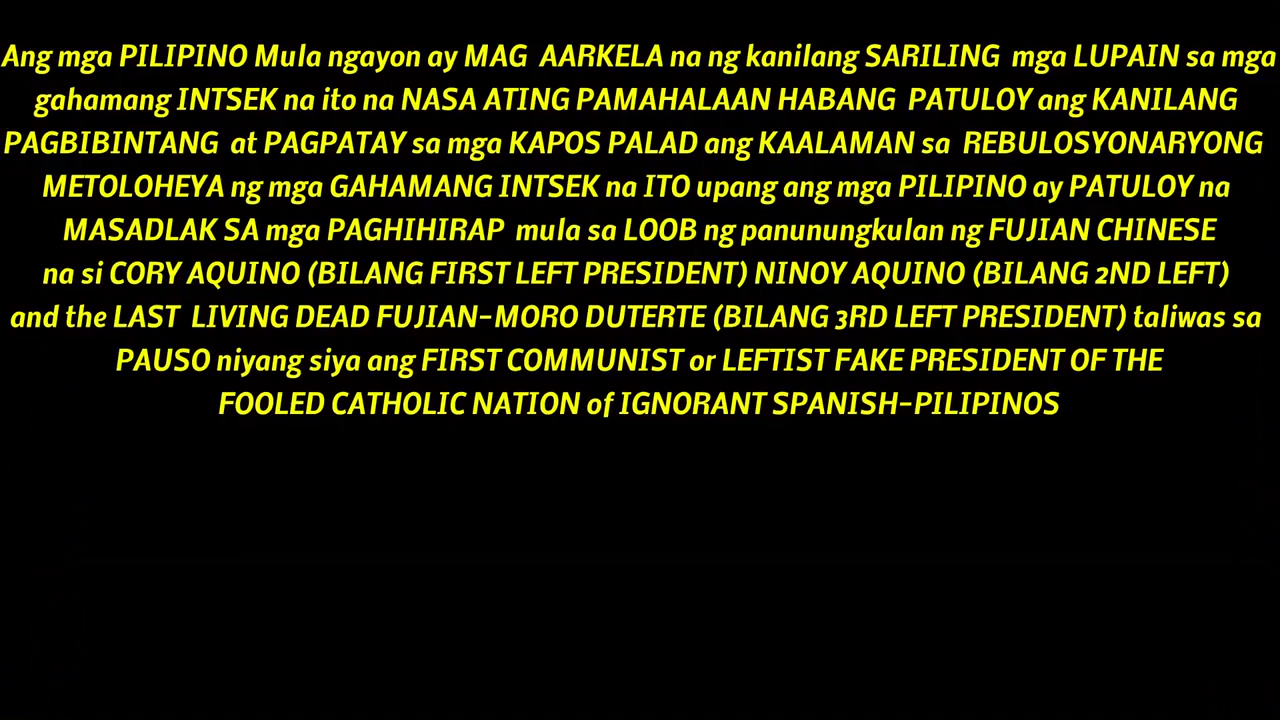 Ang mga PILIPINO Mula ngayon ay MAG AARKELA na ng kanilang SARILING mga LUPAIN sa mga
gahamang INTSEK na ito na NASA ATING PAMAHALAAN HABANG PATULOY ang KANILANG
PAGBIBINTANG at PAGPATAY sa mga KAPOS PALAD ang KAALAMAN sa REBULOSYONARYONG
METOLOHEYA ng mga GAHAMANG INTSEK na ITO upang ang mga PILIPINO ay PATULOY na
MASADLAK SA mga PAGHIHIRAP mula sa LOOB ng panunungkulan ng FUJIAN CHINESE
na si CORY AQUINO (BILANG FIRST LEFT PRESIDENT) NINOY AQUINO (BILANG 2ND LEFT)
and the LAST LIVING DEAD FUJIAN-MORO DUTERTE (BILANG 3RD LEFT PRESIDENT) taliwas sa
PAUSO niyang siya ang FIRST COMMUNIST or LEFTIST FAKE PRESIDENT OF THE
FOOLED CATHOLIC NATION of IGNORANT SPANISH-PILIPINOS